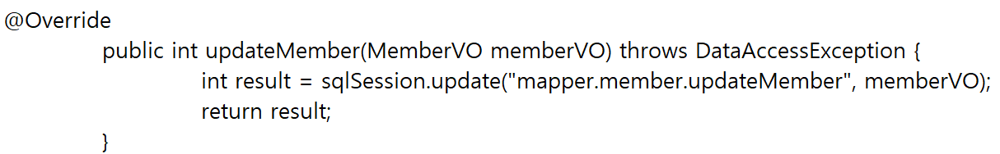 @Override
public int updateMember(MemberVO memberVO) throws DataAccessException {
int result = sqlSession.update("mapper.member.updateMember", memberVO);
return result;
}